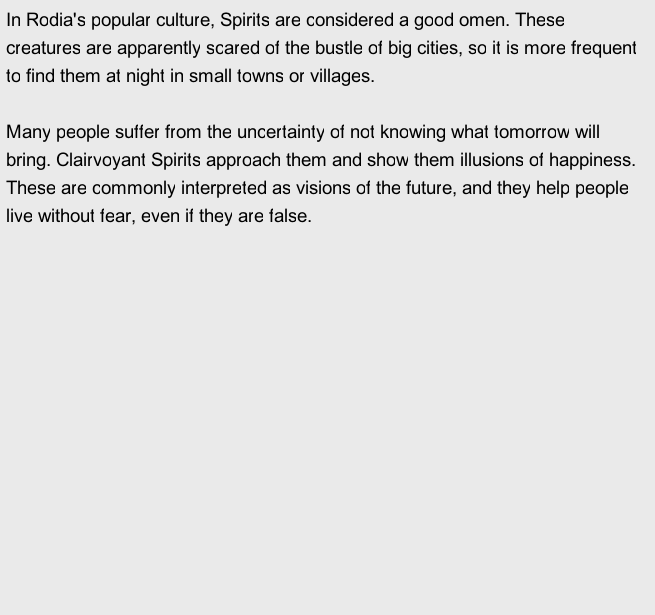 In Rodia's popular culture, Spirits are considered a good omen. These
creatures are apparently scared of the bustle of big cities, so it is more frequent
to find them at night in small towns or villages.
Many people suffer from the uncertainty of not knowing what tomorrow will
bring. Clairvoyant Spirits approach them and show them illusions of happiness.
These are commonly interpreted as visions of the future, and they help people
live without fear, even if they are false.